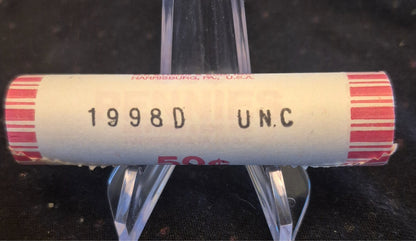 HARRISBURG, PA., U.S.A.
1998D UNC
50¢